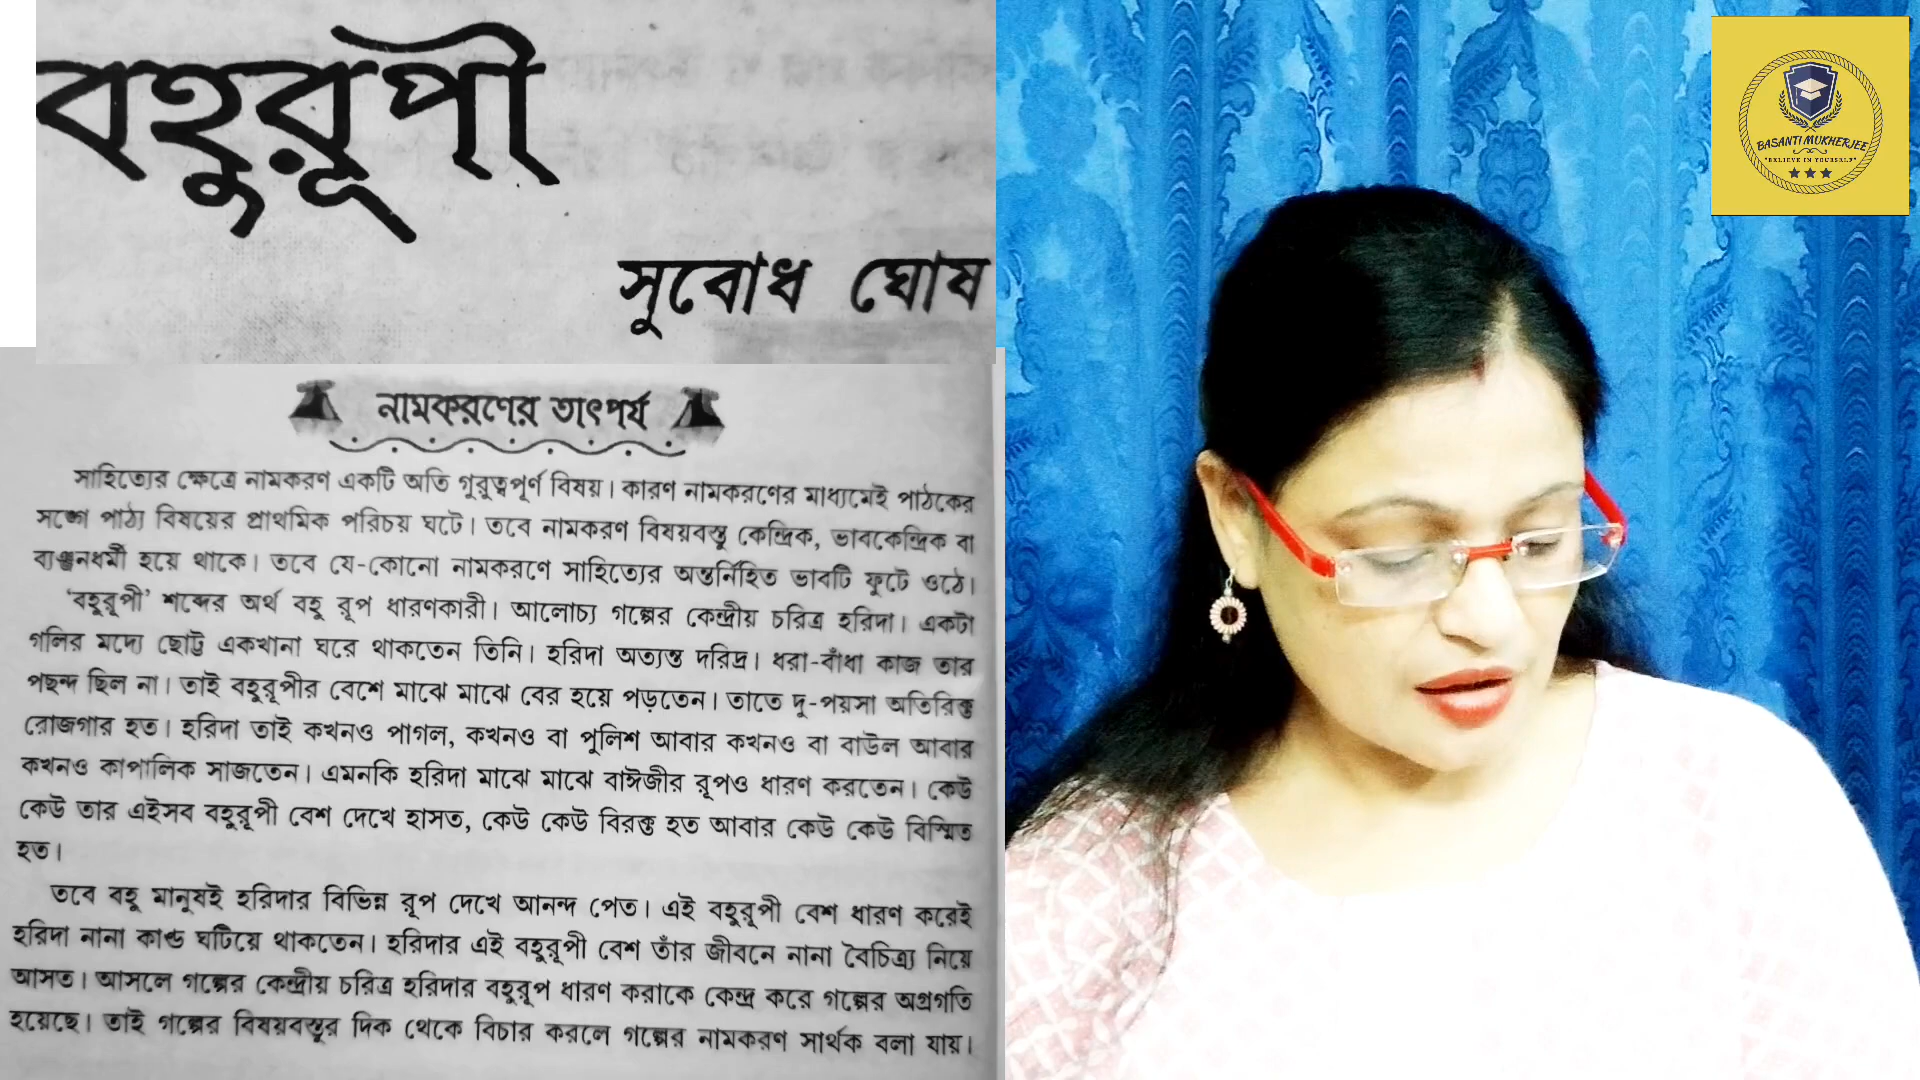 বহুরূপী
সুবোধ ঘোষ
নামকরণের তাৎপর্য
সাহিত্যের ক্ষেত্রে নামকরণ একটি অতি গুরুত্বপূর্ণ বিষয়। কারণ নামকরণের মাধ্যমেই পাঠকের
সঙ্গে পাঠ্য বিষয়ের প্রাথমিক পরিচয় ঘটে। তবে নামকরণ বিষয়বস্তু কেন্দ্রিক, ভাবকেন্দ্রিক বা
ব্যঞ্জনধর্মী হয়ে থাকে। তবে যে-কোনো নামকরণে সাহিত্যের অন্তর্নিহিত ভাবটি ফুটে ওঠে।
'বহুরূপী' শব্দের অর্থ বহু রূপ ধারণকারী। আলোচ্য গল্পের কেন্দ্রীয় চরিত্র হরিদা। একটা
গলির মদ্যে ছোট্ট একখানা ঘরে থাকতেন তিনি। হরিদা অত্যন্ত দরিদ্র। ধরা-বাঁধা কাজ তার
পছন্দ ছিল না। তাই বহুরূপীর বেশে মাঝে মাঝে বের হয়ে পড়তেন। তাতে দু-পয়সা অতিরিক্ত
রোজগার হত। হরিদা তাই কখনও পাগল, কখনও বা পুলিশ আবার কখনও বা বাউল আবার
কখনও কাপালিক সাজতেন। এমনকি হরিদা মাঝে মাঝে বাঈজীর রূপও ধারণ করতেন। কেউ
কেউ তার এইসব বহুরূপী বেশ দেখে হাসত, কেউ কেউ বিরক্ত হত আবার কেউ কেউ বিস্মিত
হত।
তবে বহু মানুষই হরিদার বিভিন্ন রূপ দেখে আনন্দ পেত। এই বহুরূপী বেশ ধারণ করেই
হরিদা নানা কাণ্ড ঘটিয়ে থাকতেন। হরিদার এই বহুরূপী বেশ তাঁর জীবনে নানা বৈচিত্র্য নিয়ে
আসত। আসলে গল্পের কেন্দ্রীয় চরিত্র হরিদার বহুরূপ ধারণ করাকে কেন্দ্র করে গল্পের অগ্রগতি
হয়েছে। তাই গল্পের বিষয়বস্তুর দিক থেকে বিচার করলে গল্পের নামকরণ সার্থক বলা যায়।
BASANTI MUKHERJEE
"BELIEVE IN YOURSELF"